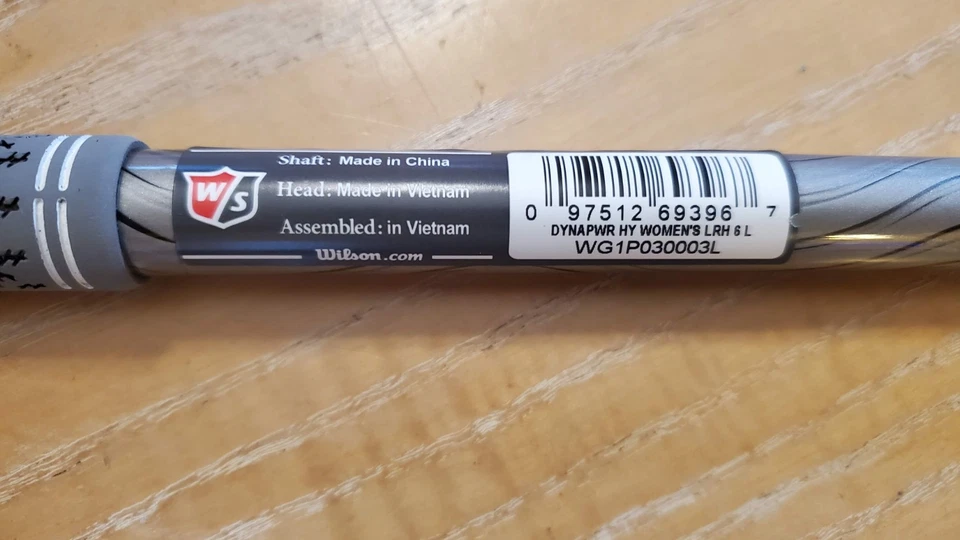 WS
Shaft: Made in China
Head: Made in Vietnam
Assembled: in Vietnam
Wilson.com
0 97512 69396 7
DYNAPWR HY WOMEN'S LRH 6 L
WG1P030003L